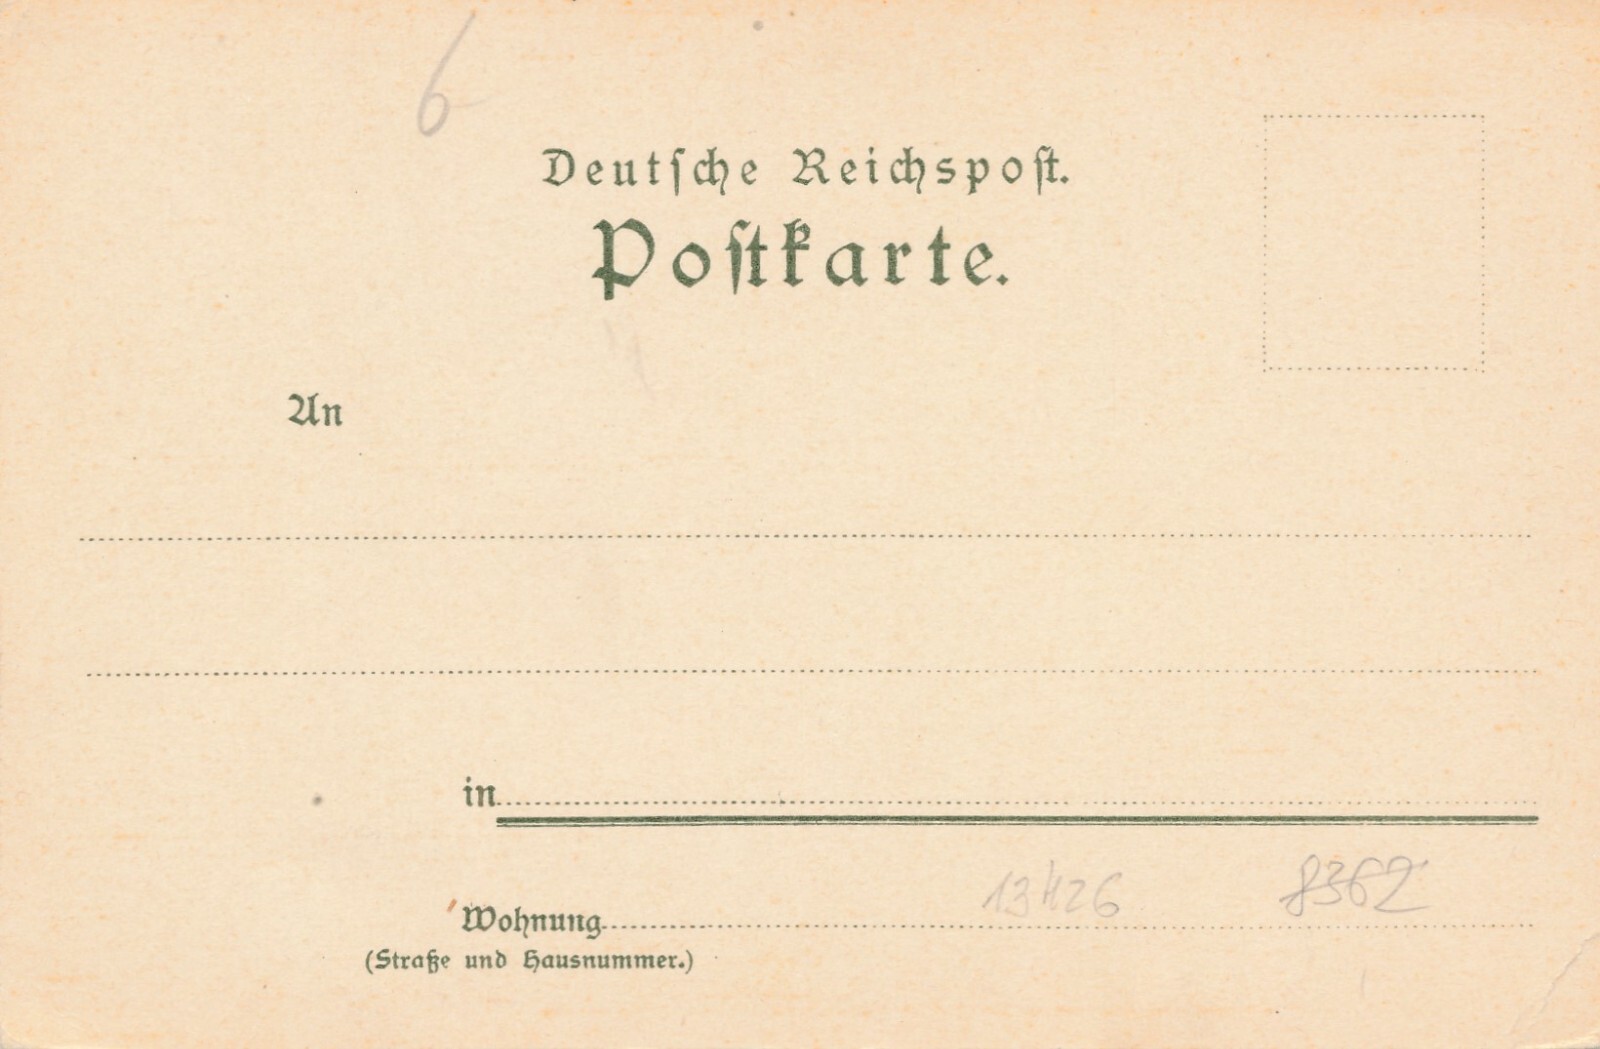 6
Deutſche Reichspoſt.
Poſtkarte.
An
in
13426 8362
Wohnung
(Straße und Hausnummer.)